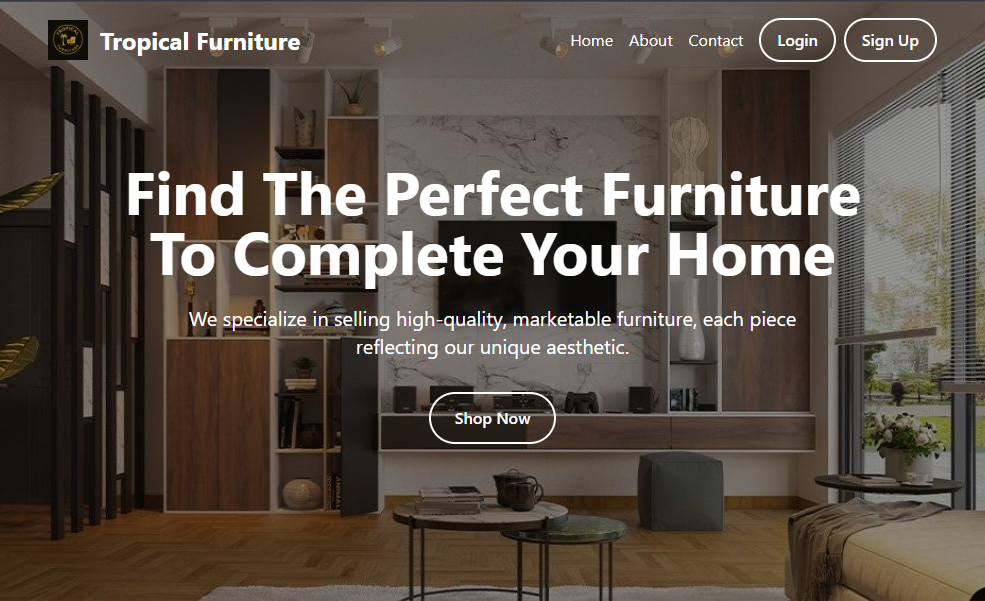 Tropical Furniture
Home
About
Contact
Login
Sign Up
Find The Perfect Furniture
To Complete Your Home
We specialize in selling high-quality, marketable furniture, each piece
reflecting our unique aesthetic.
Shop Now